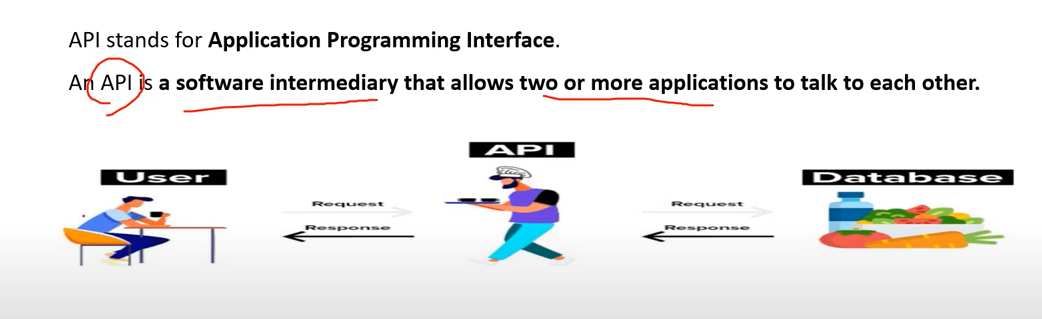 API stands for Application Programming Interface.
An API is a software intermediary that allows two or more applications to talk to each other.
API
User
Database
Request
Request
Response
Response